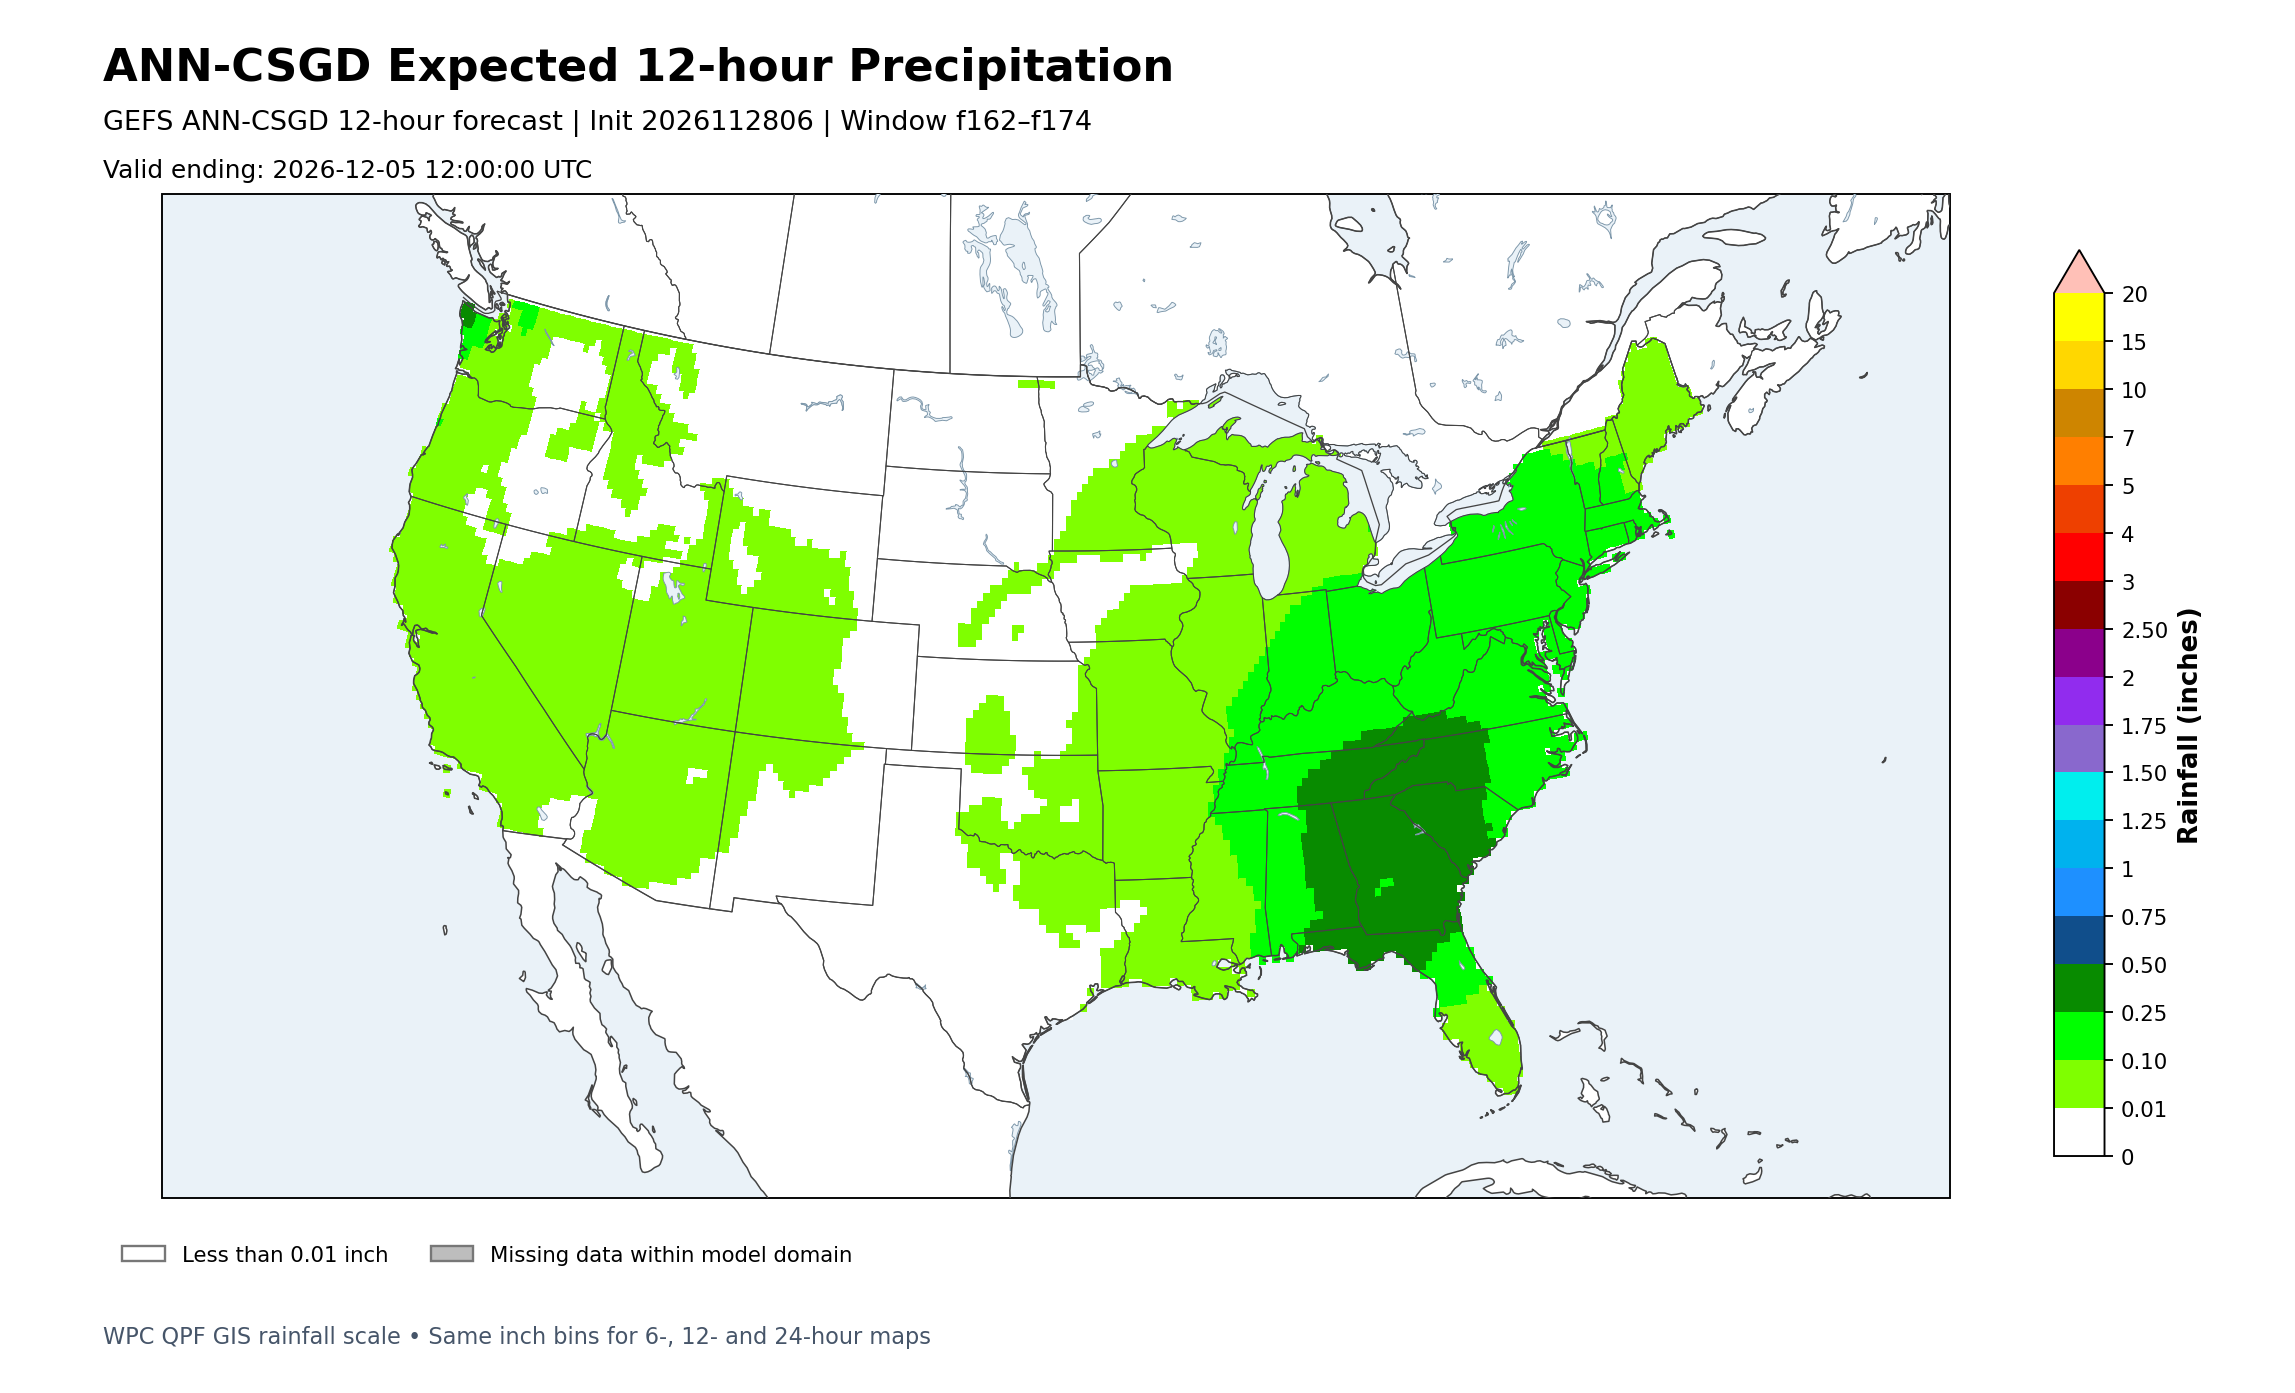 ANN-CSGD Expected 12-hour Precipitation
GEFS ANN-CSGD 12-hour forecast | Init 2026112806 | Window f162–f174
Valid ending: 2026-12-05 12:00:00 UTC
20
15
10
7
5
4
3
2.50
2
1.75
1.50
1.25
1
0.75
0.50
0.25
0.10
0.01
0
Rainfall (inches)
Less than 0.01 inch
Missing data within model domain
WPC QPF GIS rainfall scale • Same inch bins for 6-, 12- and 24-hour maps